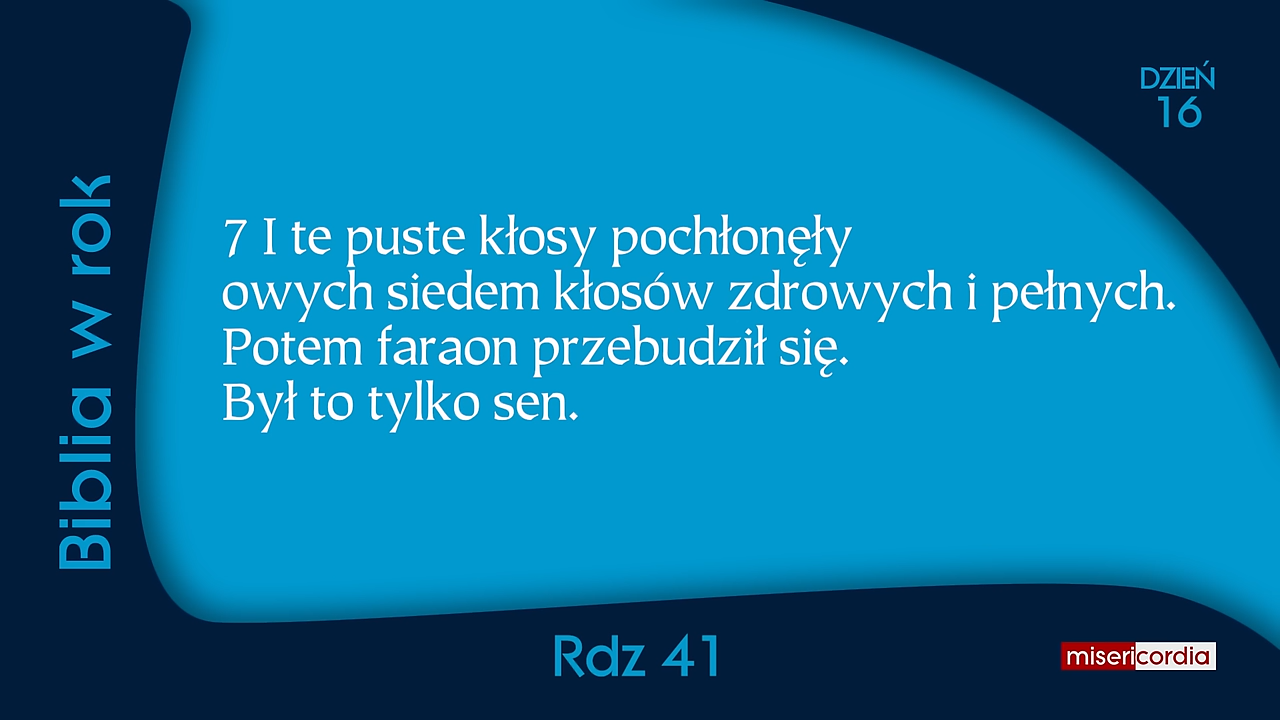 DZIEŃ
16
Biblia w rok
7 I te puste kłosy pochłonęły
owych siedem kłosów zdrowych i pełnych.
Potem faraon przebudził się.
Był to tylko sen.
Rdz 41
misericordia